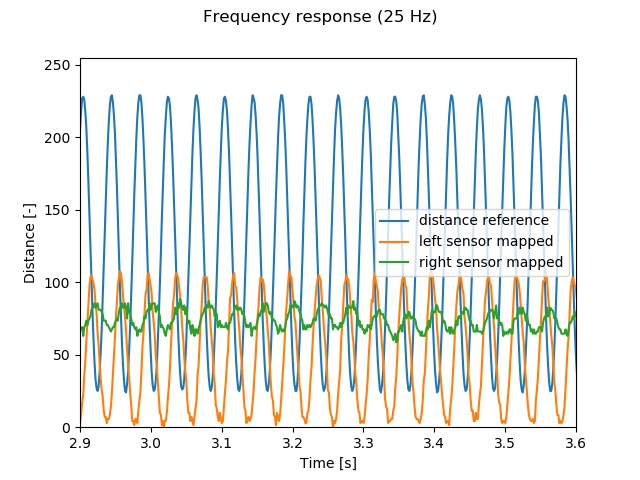 Frequency response (25 Hz)
250
200
150
100
50
0
Distance [-]
distance reference
left sensor mapped
right sensor mapped
2.9 3.0 3.1 3.2 3.3 3.4 3.5 3.6
Time [s]